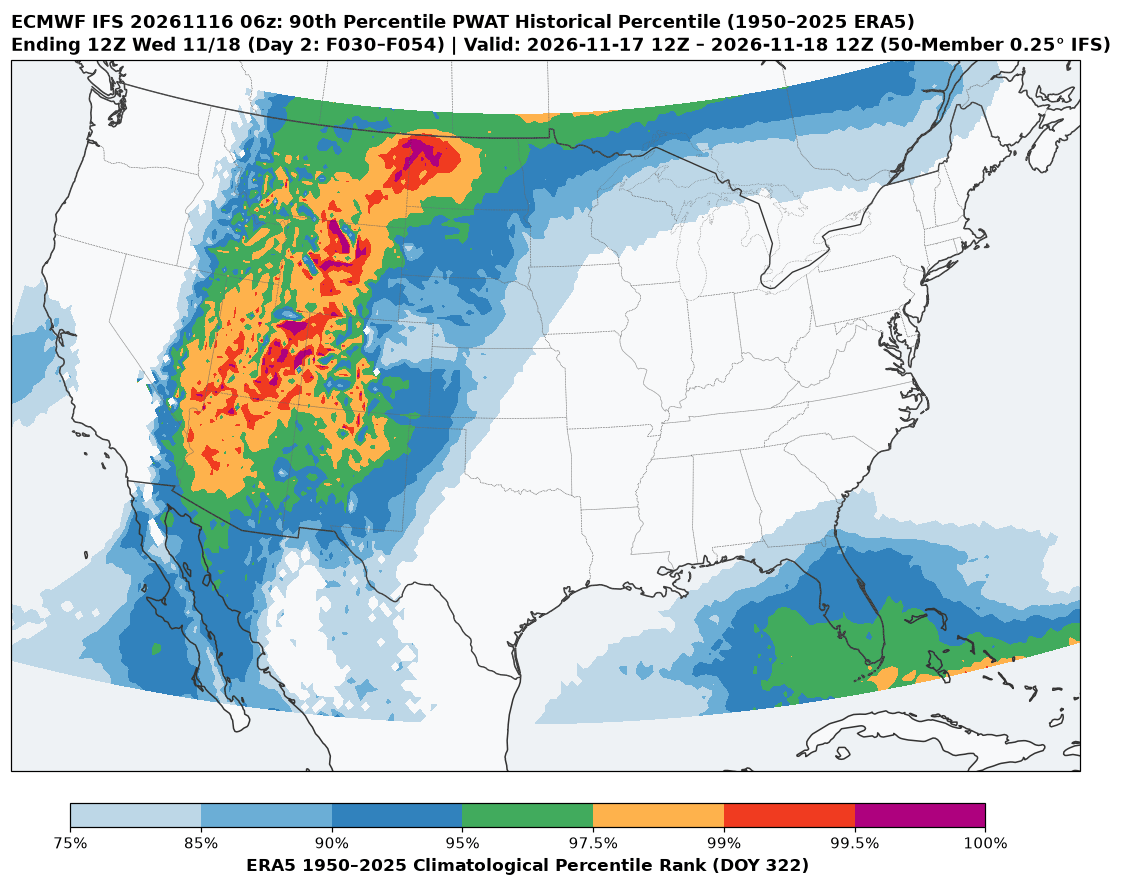 ECMWF IFS 20261116 06z: 90th Percentile PWAT Historical Percentile (1950–2025 ERA5)
Ending 12Z Wed 11/18 (Day 2: F030–F054) | Valid: 2026-11-17 12Z – 2026-11-18 12Z (50-Member 0.25° IFS)
75% 85% 90% 95% 97.5% 99% 99.5% 100%
ERA5 1950–2025 Climatological Percentile Rank (DOY 322)